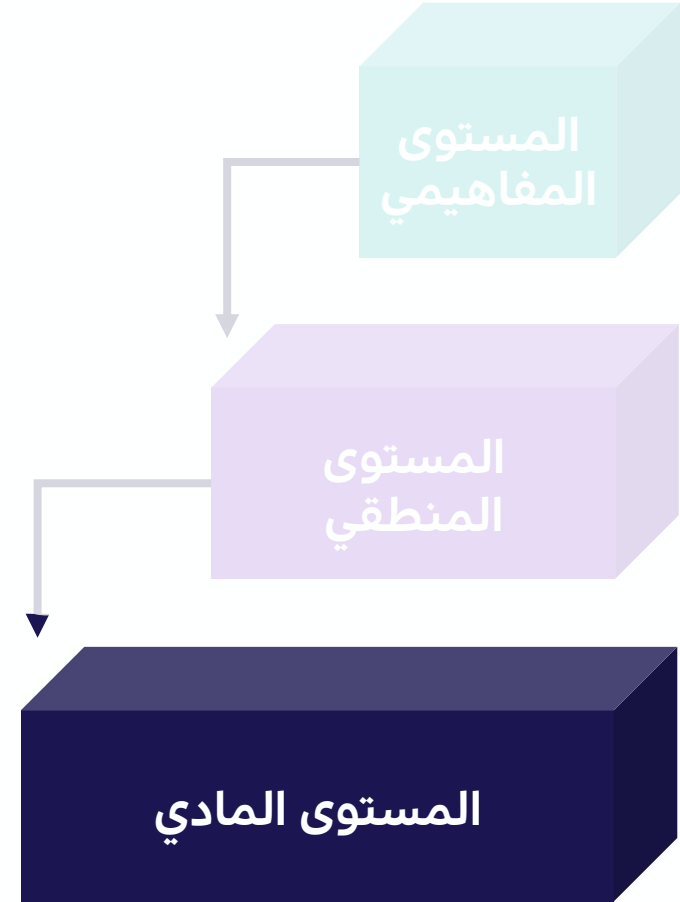 المستوى
المفاهيمي
المستوى
المنطقي
المستوى المادي